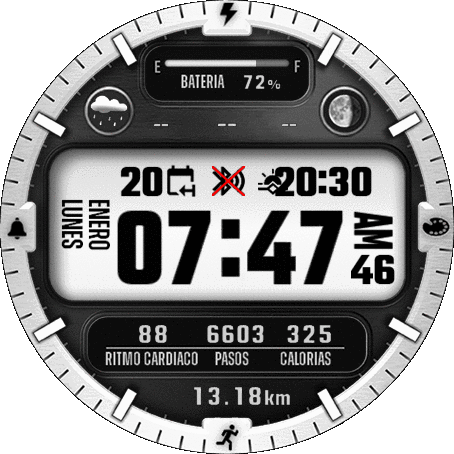 E F
BATERIA 72%
-- -- --
20 20:30
ENERO
LUNES
07:47
AM
46
88 6603 325
RITMO CARDIACO PASOS CALORIAS
13.18km